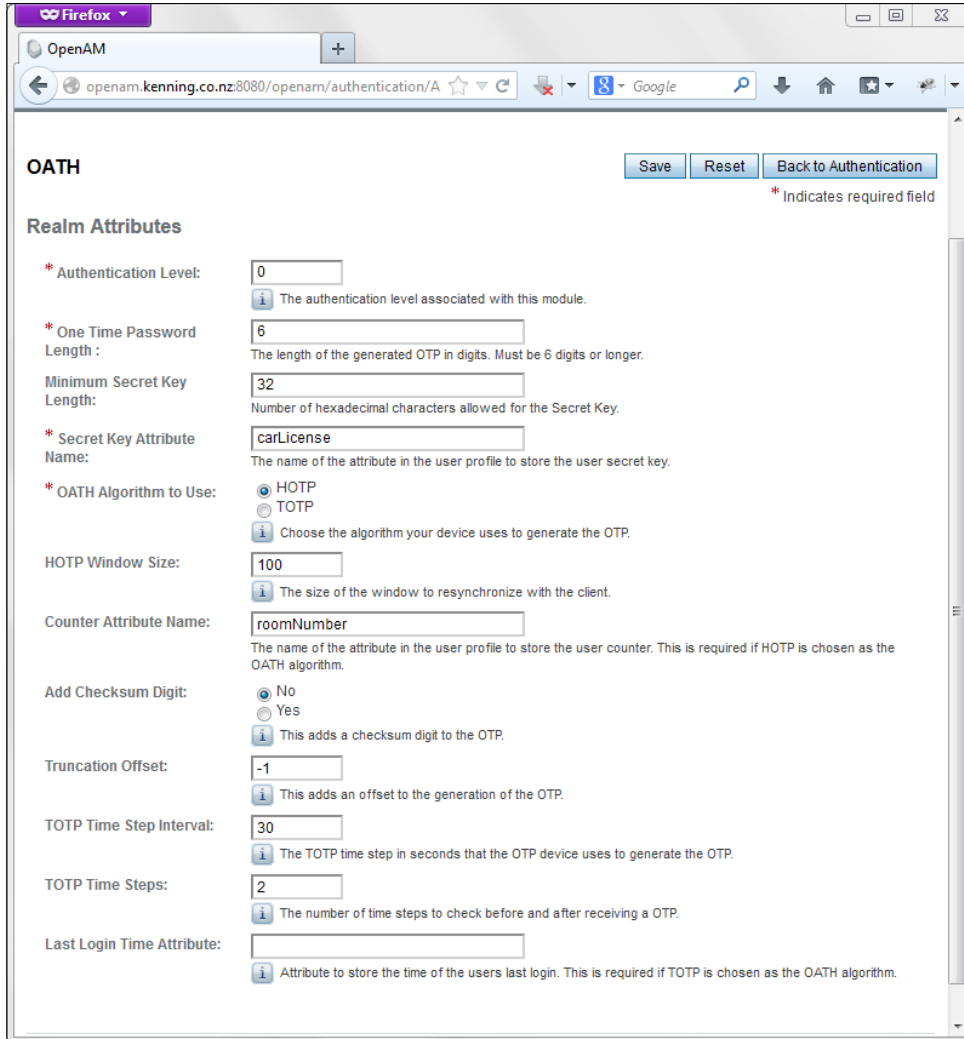 Firefox
OpenAM
+
openam.kenning.co.nz:8080/openam/authentication/A
8 Google
OATH
Save Reset Back to Authentication
* Indicates required field
Realm Attributes
* Authentication Level: 0
i The authentication level associated with this module.
* One Time Password Length : 6
The length of the generated OTP in digits. Must be 6 digits or longer.
Minimum Secret Key Length: 32
Number of hexadecimal characters allowed for the Secret Key.
* Secret Key Attribute Name: carLicense
The name of the attribute in the user profile to store the user secret key.
* OATH Algorithm to Use: HOTP
TOTP
i Choose the algorithm your device uses to generate the OTP.
HOTP Window Size: 100
i The size of the window to resynchronize with the client.
Counter Attribute Name: roomNumber
The name of the attribute in the user profile to store the user counter. This is required if HOTP is chosen as the
OATH algorithm.
Add Checksum Digit: No
Yes
i This adds a checksum digit to the OTP.
Truncation Offset: -1
i This adds an offset to the generation of the OTP.
TOTP Time Step Interval: 30
i The TOTP time step in seconds that the OTP device uses to generate the OTP.
TOTP Time Steps: 2
i The number of time steps to check before and after receiving a OTP.
Last Login Time Attribute:
i Attribute to store the time of the users last login. This is required if TOTP is chosen as the OATH algorithm.